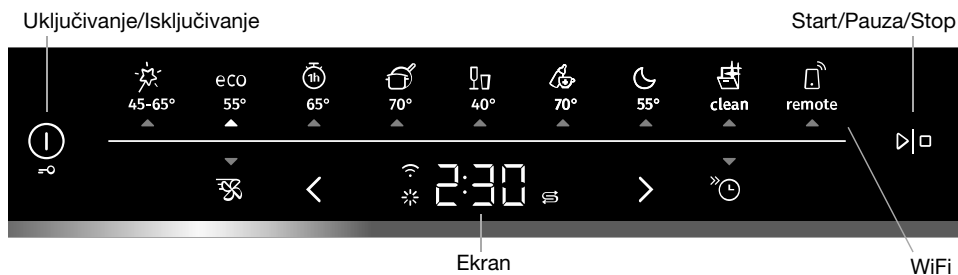 Uključivanje/Isključivanje
Start/Pauza/Stop
1h
eco
45-65° 55° 65° 70° 40° 70° 55° clean remote
2:30
Ekran
WiFi